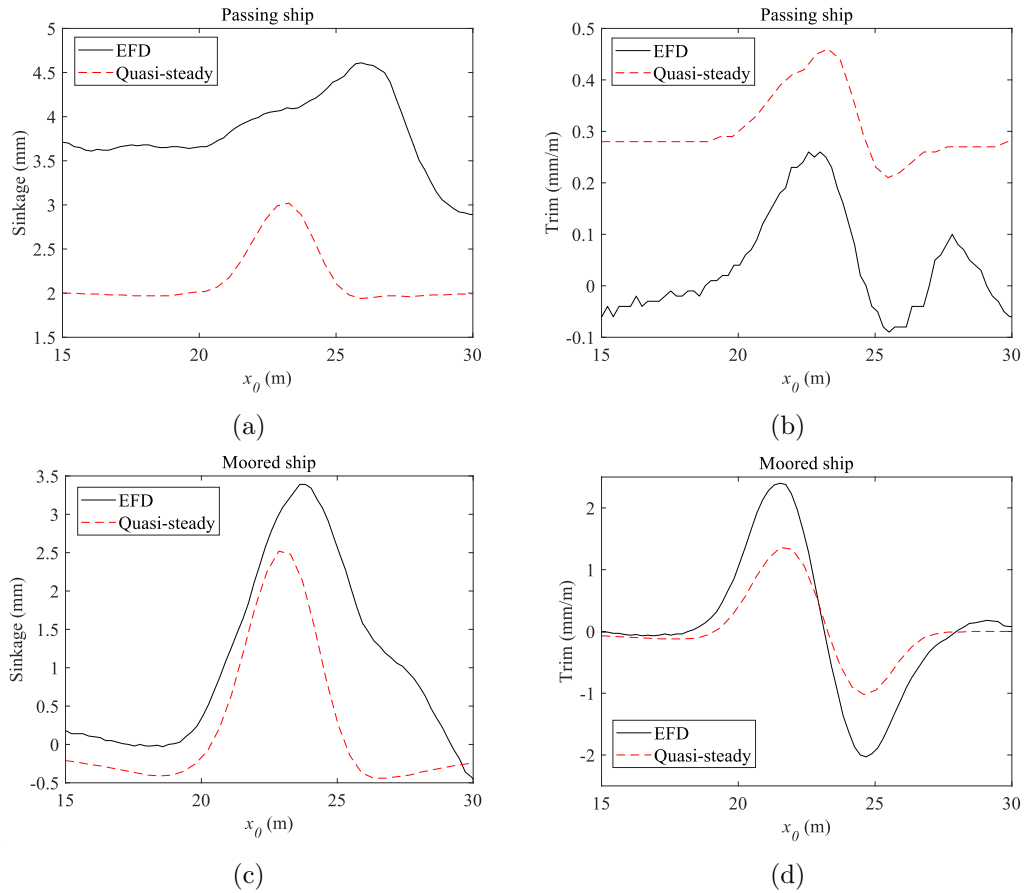 Passing ship
EFD
Quasi-steady
Sinkage (mm)
5
4.5
4
3.5
3
2.5
2
1.5
15
20
25
30
x0 (m)
(a)
Passing ship
EFD
Quasi-steady
Trim (mm/m)
0.5
0.4
0.3
0.2
0.1
0
-0.1
15
20
25
30
x0 (m)
(b)
Moored ship
EFD
Quasi-steady
Sinkage (mm)
3.5
3
2.5
2
1.5
1
0.5
0
-0.5
15
20
25
30
x0 (m)
(c)
Moored ship
EFD
Quasi-steady
Trim (mm/m)
2
1
0
-1
-2
15
20
25
30
x0 (m)
(d)